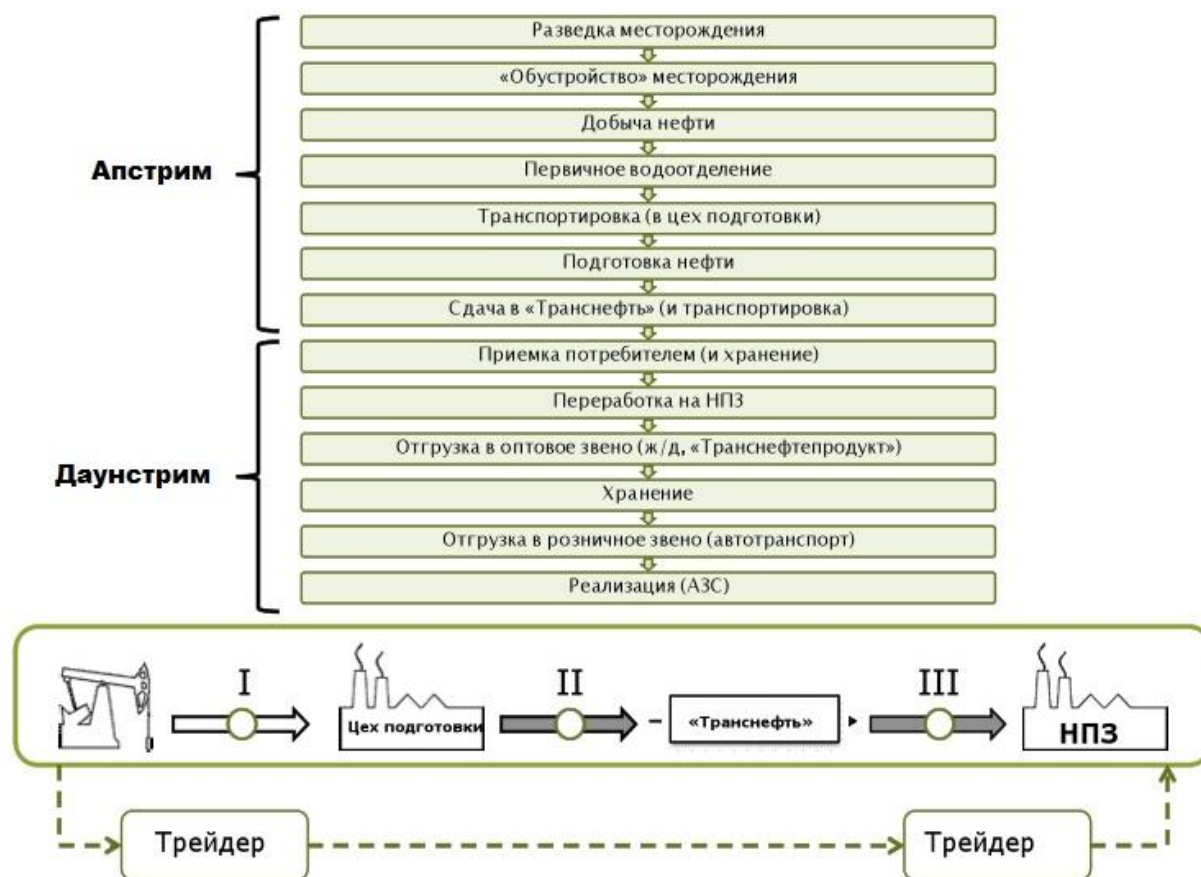 Разведка месторождения
«Обустройство» месторождения
Добыча нефти
Апстрим
Первичное водоотделение
Транспортировка (в цех подготовки)
Подготовка нефти
Сдача в «Транснефть» (и транспортировка)
Приемка потребителем (и хранение)
Переработка на НПЗ
Отгрузка в оптовое звено (ж/д, «Транснефтепродукт»)
Даунстрим
Хранение
Отгрузка в розничное звено (автотранспорт)
Реализация (АЗС)
I
II
III
Цех подготовки
«Транснефть»
НПЗ
Трейдер
Трейдер